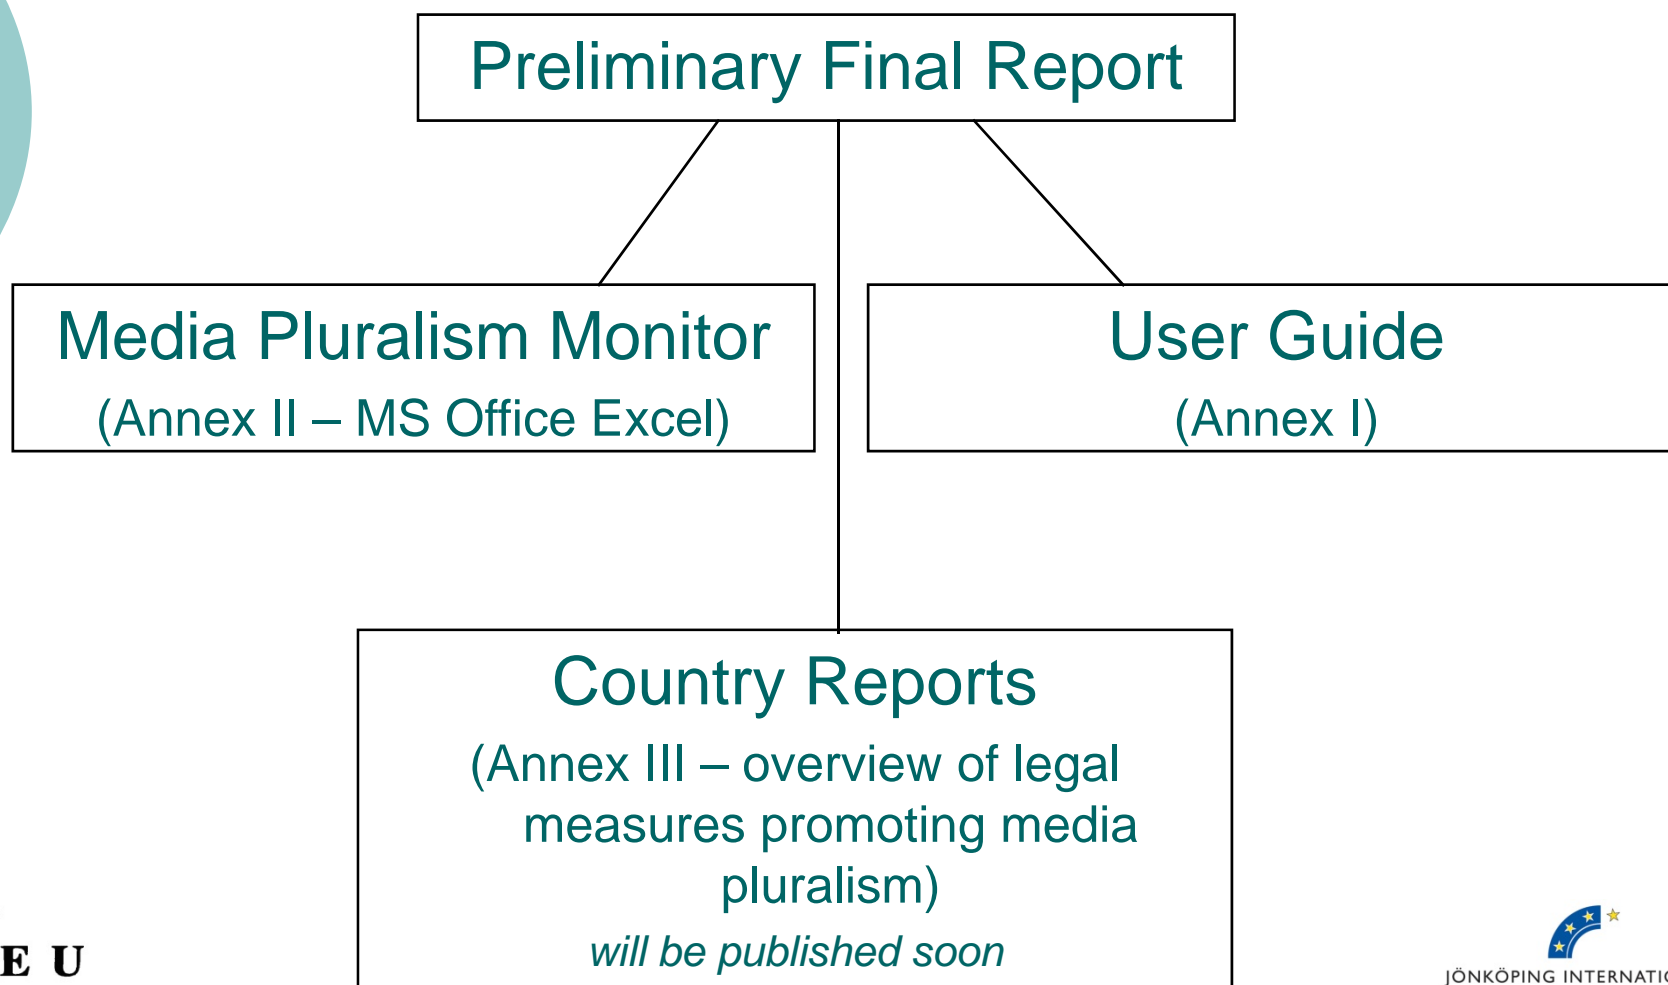 Preliminary Final Report
Media Pluralism Monitor
(Annex II – MS Office Excel)
User Guide
(Annex I)
Country Reports
(Annex III – overview of legal
measures promoting media
pluralism)
will be published soon
E U
JÖNKÖPING INTERNATIO